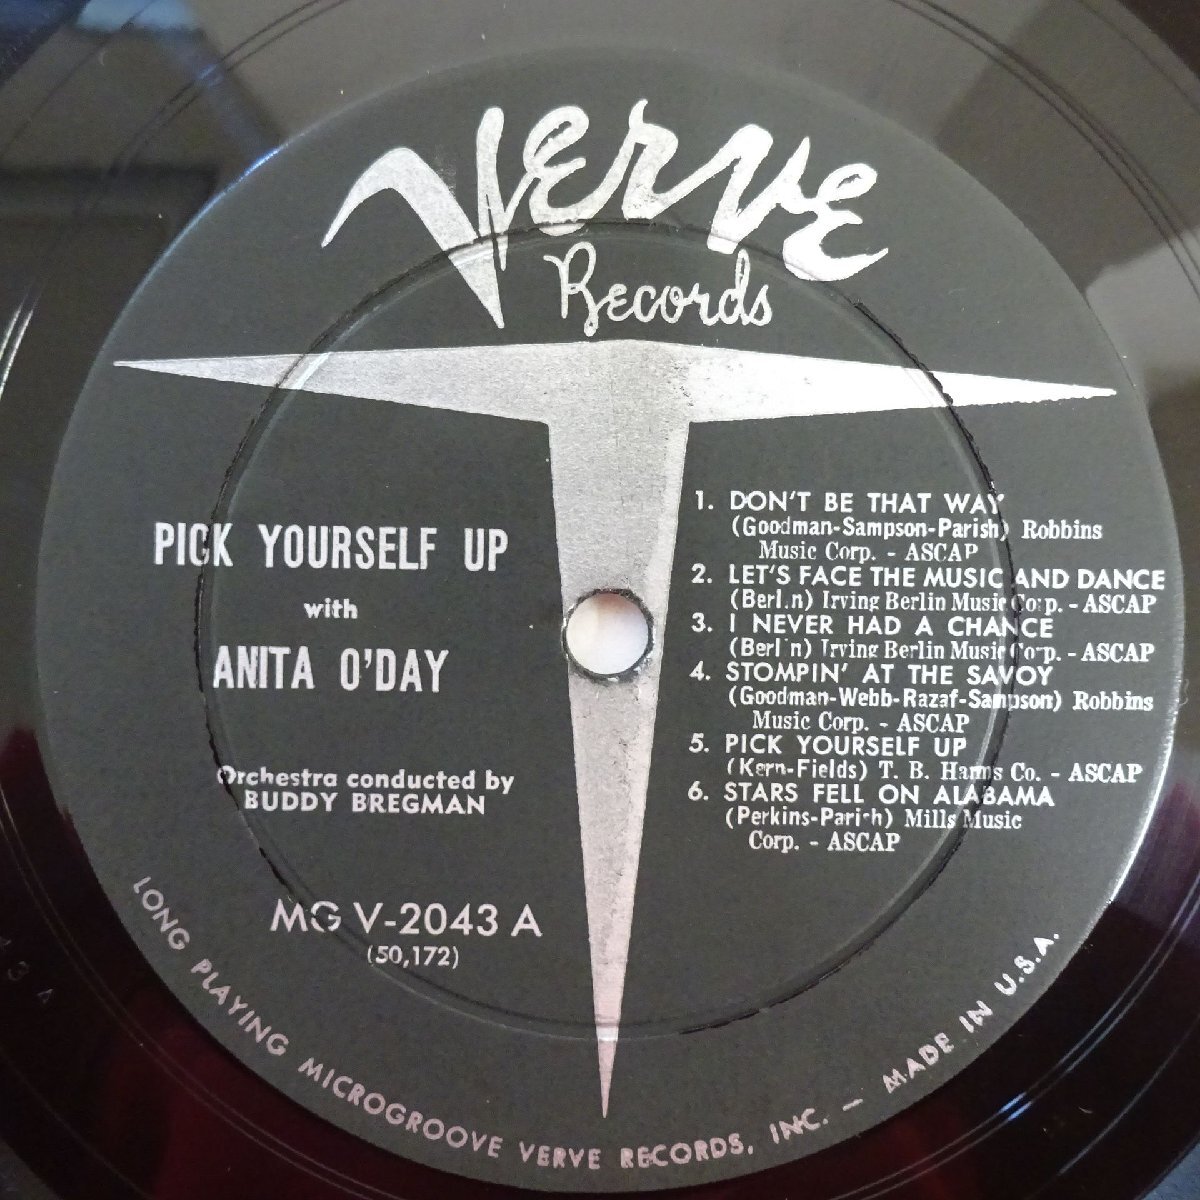 Verve
Records
PICK YOURSELF UP
with
ANITA O'DAY
Orchestra conducted by
BUDDY BREGMAN
MG V-2043 A
(50,172)
1. DON'T BE THAT WAY
(Goodman-Sampson-Parish) Robbins
Music Corp. - ASCAP
2. LET'S FACE THE MUSIC AND DANCE
(Berlin) Irving Berlin Music Corp. - ASCAP
3. I NEVER HAD A CHANCE
(Berlin) Irving Berlin Music Corp. - ASCAP
4. STOMPIN' AT THE SAVOY
(Goodman-Webb-Razaf-Sampson) Robbins
Music Corp. - ASCAP
5. PICK YOURSELF UP
(Kern-Fields) T. B. Harms Co. - ASCAP
6. STARS FELL ON ALABAMA
(Perkins-Parish) Mills Music
Corp. - ASCAP
LONG PLAYING MICROGROOVE VERVE RECORDS, INC. — MADE IN U.S.A.